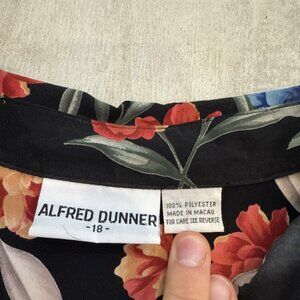 ALFRED DUNNER
-18-
100% POLYESTER
MADE IN MACAU
FOR CARE SEE REVERSE